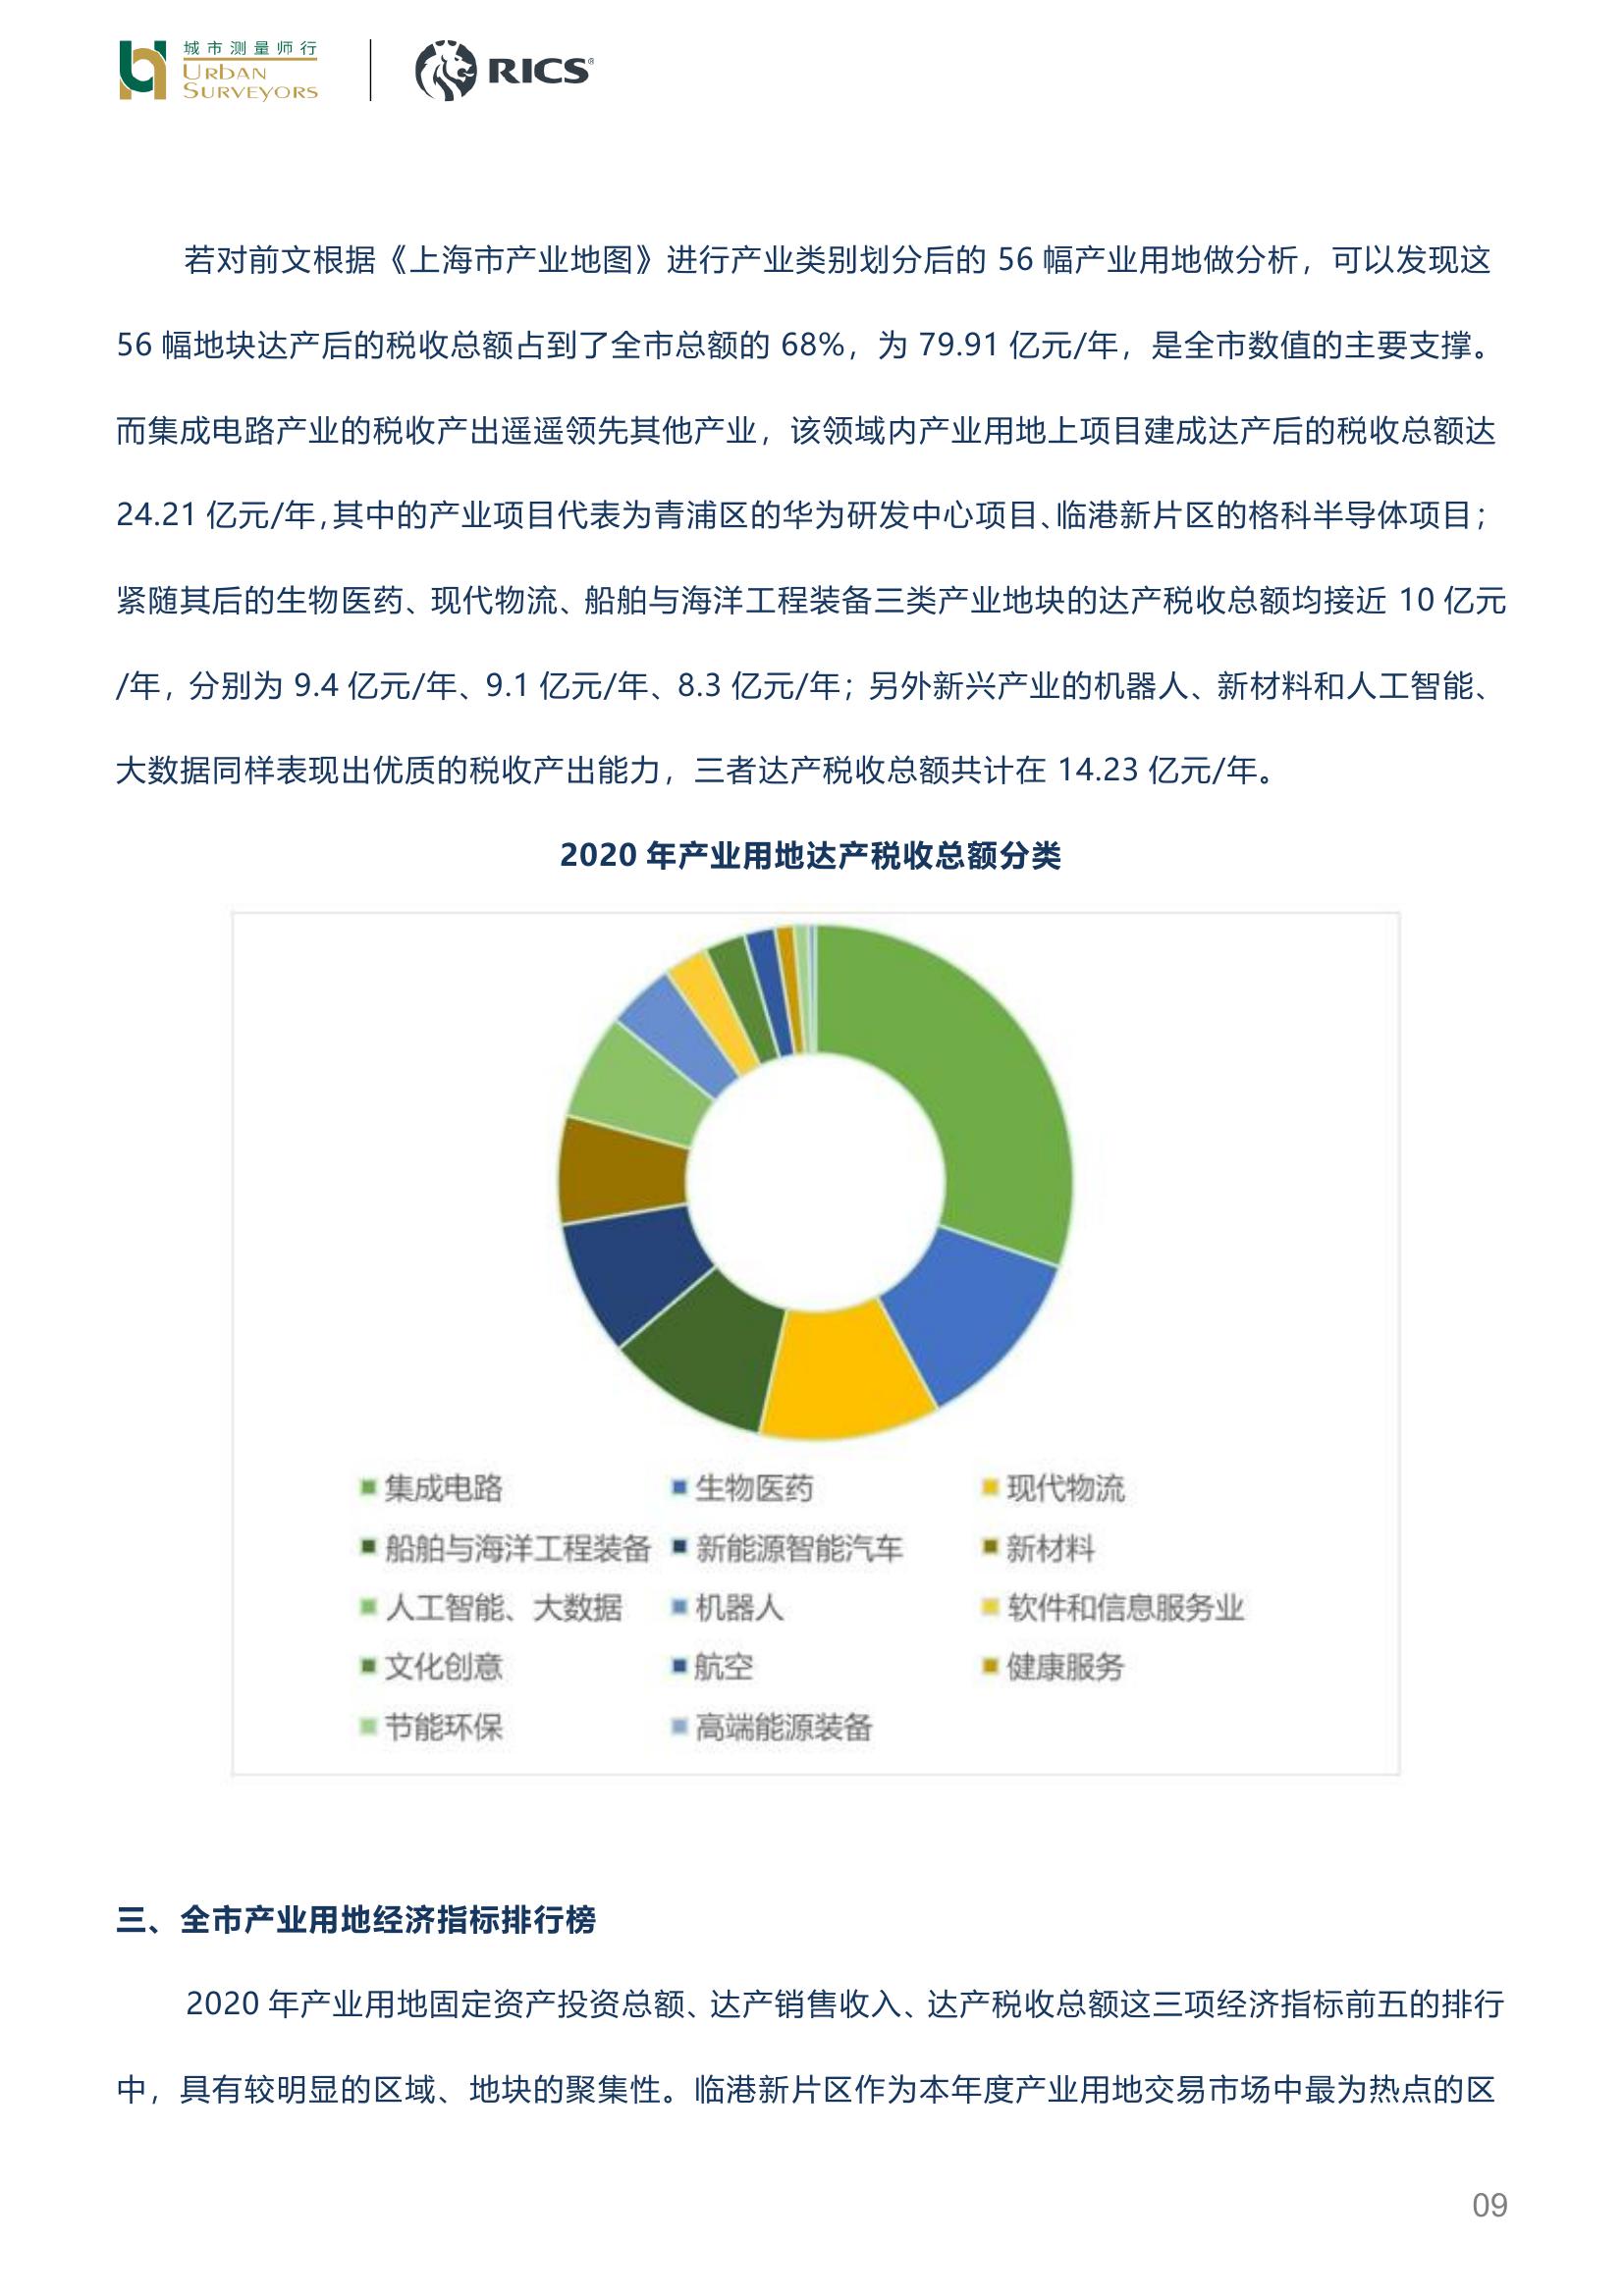 城市测量师行
URBAN
SURVEYORS
RICS®
若对前文根据《上海市产业地图》进行产业类别划分后的 56 幅产业用地做分析，可以发现这
56 幅地块达产后的税收总额占到了全市总额的 68%，为 79.91 亿元/年，是全市数值的主要支撑。
而集成电路产业的税收产出遥遥领先其他产业，该领域内产业用地上项目建成达产后的税收总额达
24.21 亿元/年，其中的产业项目代表为青浦区的华为研发中心项目、临港新片区的格科半导体项目；
紧随其后的生物医药、现代物流、船舶与海洋工程装备三类产业地块的达产税收总额均接近 10 亿元
/年，分别为 9.4 亿元/年、9.1 亿元/年、8.3 亿元/年；另外新兴产业的机器人、新材料和人工智能、
大数据同样表现出优质的税收产出能力，三者达产税收总额共计在 14.23 亿元/年。
2020 年产业用地达产税收总额分类
集成电路 生物医药 现代物流
船舶与海洋工程装备 新能源智能汽车 新材料
人工智能、大数据 机器人 软件和信息服务业
文化创意 航空 健康服务
节能环保 高端能源装备
三、全市产业用地经济指标排行榜
2020 年产业用地固定资产投资总额、达产销售收入、达产税收总额这三项经济指标前五的排行
中，具有较明显的区域、地块的聚集性。临港新片区作为本年度产业用地交易市场中最为热点的区
09